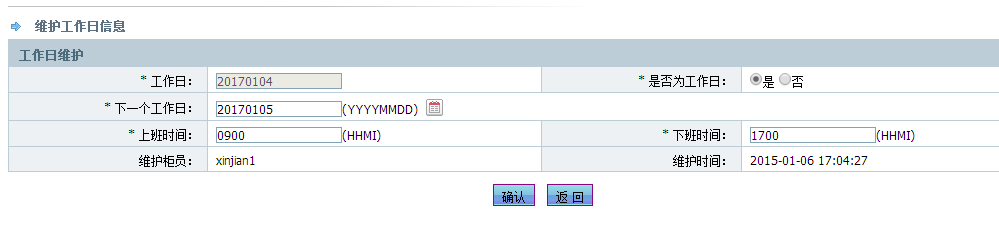 维护工作日信息
工作日维护
* 工作日： 20170104 * 是否为工作日： 是 否
* 下一个工作日： 20170105 (YYYYMMDD)
* 上班时间： 0900 (HHMI) * 下班时间： 1700 (HHMI)
维护柜员： xinjian1 维护时间： 2015-01-06 17:04:27
确认 返 回